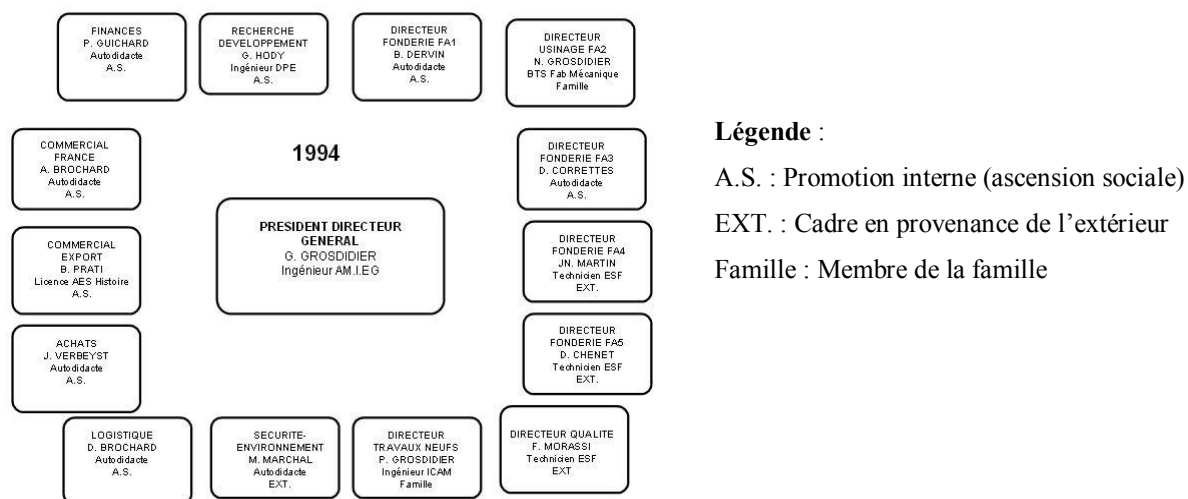 FINANCES
P. GUICHARD
Autodidacte
A.S.
RECHERCHE
DEVELOPPEMENT
G. HODY
Ingénieur DPE
A.S.
DIRECTEUR
FONDERIE FA1
B. DERVIN
Autodidacte
A.S.
DIRECTEUR
USINAGE FA2
N. GROSDIDIER
BTS Fab Mécanique
Famille
COMMERCIAL
FRANCE
A. BROCHARD
Autodidacte
A.S.
1994
DIRECTEUR
FONDERIE FA3
D. CORRETTES
Autodidacte
A.S.
PRESIDENT DIRECTEUR
GENERAL
G. GROSDIDIER
Ingénieur AM.I.EG
COMMERCIAL
EXPORT
B. PRATI
Licence AES Histoire
A.S.
DIRECTEUR
FONDERIE FA4
JN. MARTIN
Technicien ESF
EXT.
ACHATS
J. VERBEYST
Autodidacte
A.S.
DIRECTEUR
FONDERIE FA5
D. CHENET
Technicien ESF
EXT.
LOGISTIQUE
D. BROCHARD
Autodidacte
A.S.
SECURITE-
ENVIRONNEMENT
M. MARCHAL
Autodidacte
EXT.
DIRECTEUR
TRAVAUX NEUFS
P. GROSDIDIER
Ingénieur ICAM
Famille
DIRECTEUR QUALITE
F. MORASSI
Technicien ESF
EXT
Légende :
A.S. : Promotion interne (ascension sociale)
EXT. : Cadre en provenance de l’extérieur
Famille : Membre de la famille